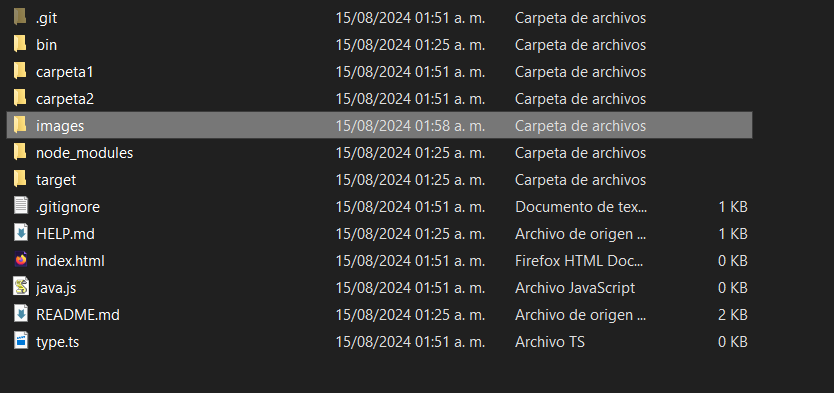 .git 15/08/2024 01:51 a. m. Carpeta de archivos
bin 15/08/2024 01:25 a. m. Carpeta de archivos
carpeta1 15/08/2024 01:51 a. m. Carpeta de archivos
carpeta2 15/08/2024 01:51 a. m. Carpeta de archivos
images 15/08/2024 01:58 a. m. Carpeta de archivos
node_modules 15/08/2024 01:25 a. m. Carpeta de archivos
target 15/08/2024 01:25 a. m. Carpeta de archivos
.gitignore 15/08/2024 01:51 a. m. Documento de tex... 1 KB
HELP.md 15/08/2024 01:25 a. m. Archivo de origen ... 1 KB
index.html 15/08/2024 01:51 a. m. Firefox HTML Doc... 0 KB
java.js 15/08/2024 01:51 a. m. Archivo JavaScript 0 KB
README.md 15/08/2024 01:25 a. m. Archivo de origen ... 2 KB
type.ts 15/08/2024 01:51 a. m. Archivo TS 0 KB